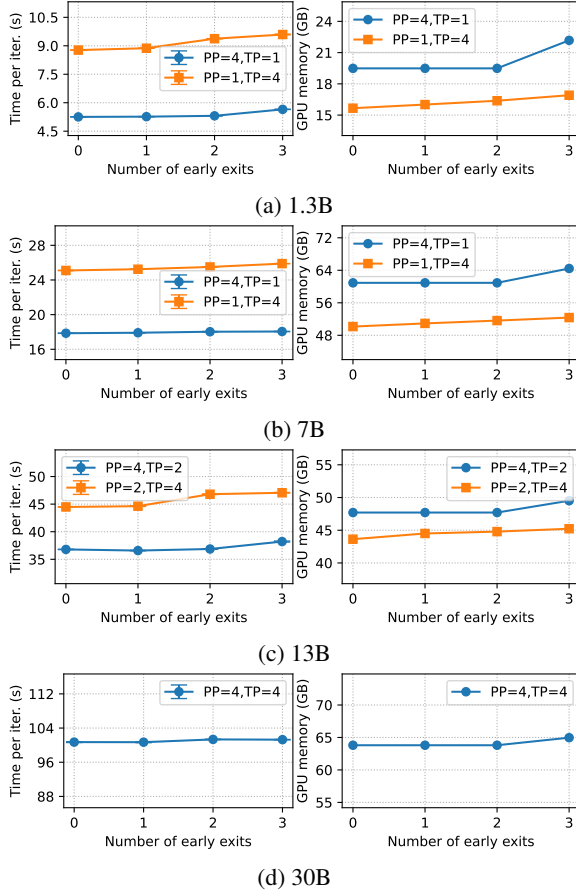 Time per iter. (s)
10.5
9.0
7.5
6.0
4.5
PP=4,TP=1
PP=1,TP=4
0 1 2 3
Number of early exits
GPU memory (GB)
24
21
18
15
PP=4,TP=1
PP=1,TP=4
0 1 2 3
Number of early exits
(a) 1.3B
Time per iter. (s)
28
24
20
16
PP=4,TP=1
PP=1,TP=4
0 1 2 3
Number of early exits
GPU memory (GB)
72
64
56
48
PP=4,TP=1
PP=1,TP=4
0 1 2 3
Number of early exits
(b) 7B
Time per iter. (s)
50
45
40
35
PP=4,TP=2
PP=2,TP=4
0 1 2 3
Number of early exits
GPU memory (GB)
55
50
45
40
PP=4,TP=2
PP=2,TP=4
0 1 2 3
Number of early exits
(c) 13B
Time per iter. (s)
112
104
96
88
PP=4,TP=4
0 1 2 3
Number of early exits
GPU memory (GB)
70
65
60
55
PP=4,TP=4
0 1 2 3
Number of early exits
(d) 30B